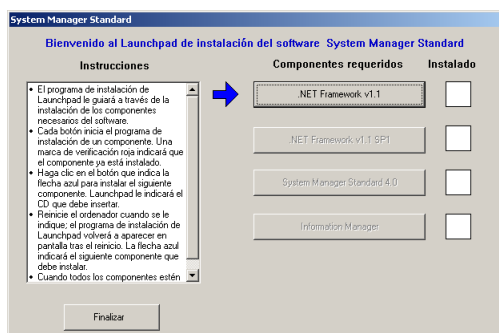 System Manager Standard
Bienvenido al Launchpad de instalación del software System Manager Standard
Instrucciones
Componentes requeridos
Instalado
• El programa de instalación de
Launchpad le guiará a través de la
instalación de los componentes
necesarios del software.
• Cada botón inicia el programa de
instalación de un componente. Una
marca de verificación roja indicará que
el componente ya está instalado.
• Haga clic en el botón que indica la
flecha azul para instalar el siguiente
componente. Launchpad le indicará el
CD que debe insertar.
• Reinicie el ordenador cuando se le
indique; el programa de instalación de
Launchpad volverá a aparecer en
pantalla tras el reinicio. La flecha azul
indicará el siguiente componente que
debe instalar.
• Cuando todos los componentes estén
.NET Framework v1.1
.NET Framework v1.1 SP1
System Manager Standard 4.0
Information Manager
Finalizar